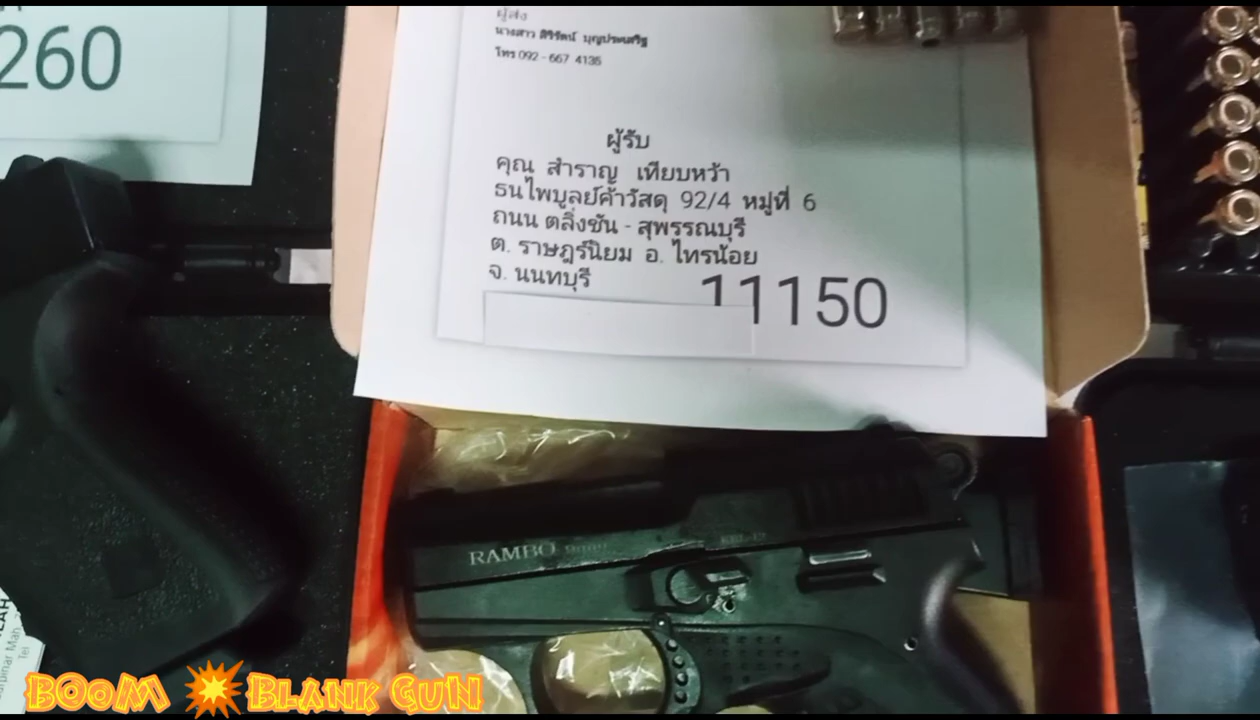 260
ผู้ส่ง
นางสาว สิริรัตน์ บุญประเสริฐ
โทร 092 - 667 4135
ผู้รับ
คุณ สำราญ เทียบหว้า
ธนไพบูลย์ค้าวัสดุ 92/4 หมู่ที่ 6
ถนน ตลิ่งชัน - สุพรรณบุรี
ต. ราษฎร์นิยม อ. ไทรน้อย
จ. นนทบุรี
11150
RAMBO 9mm
BOOM BLANK GUN